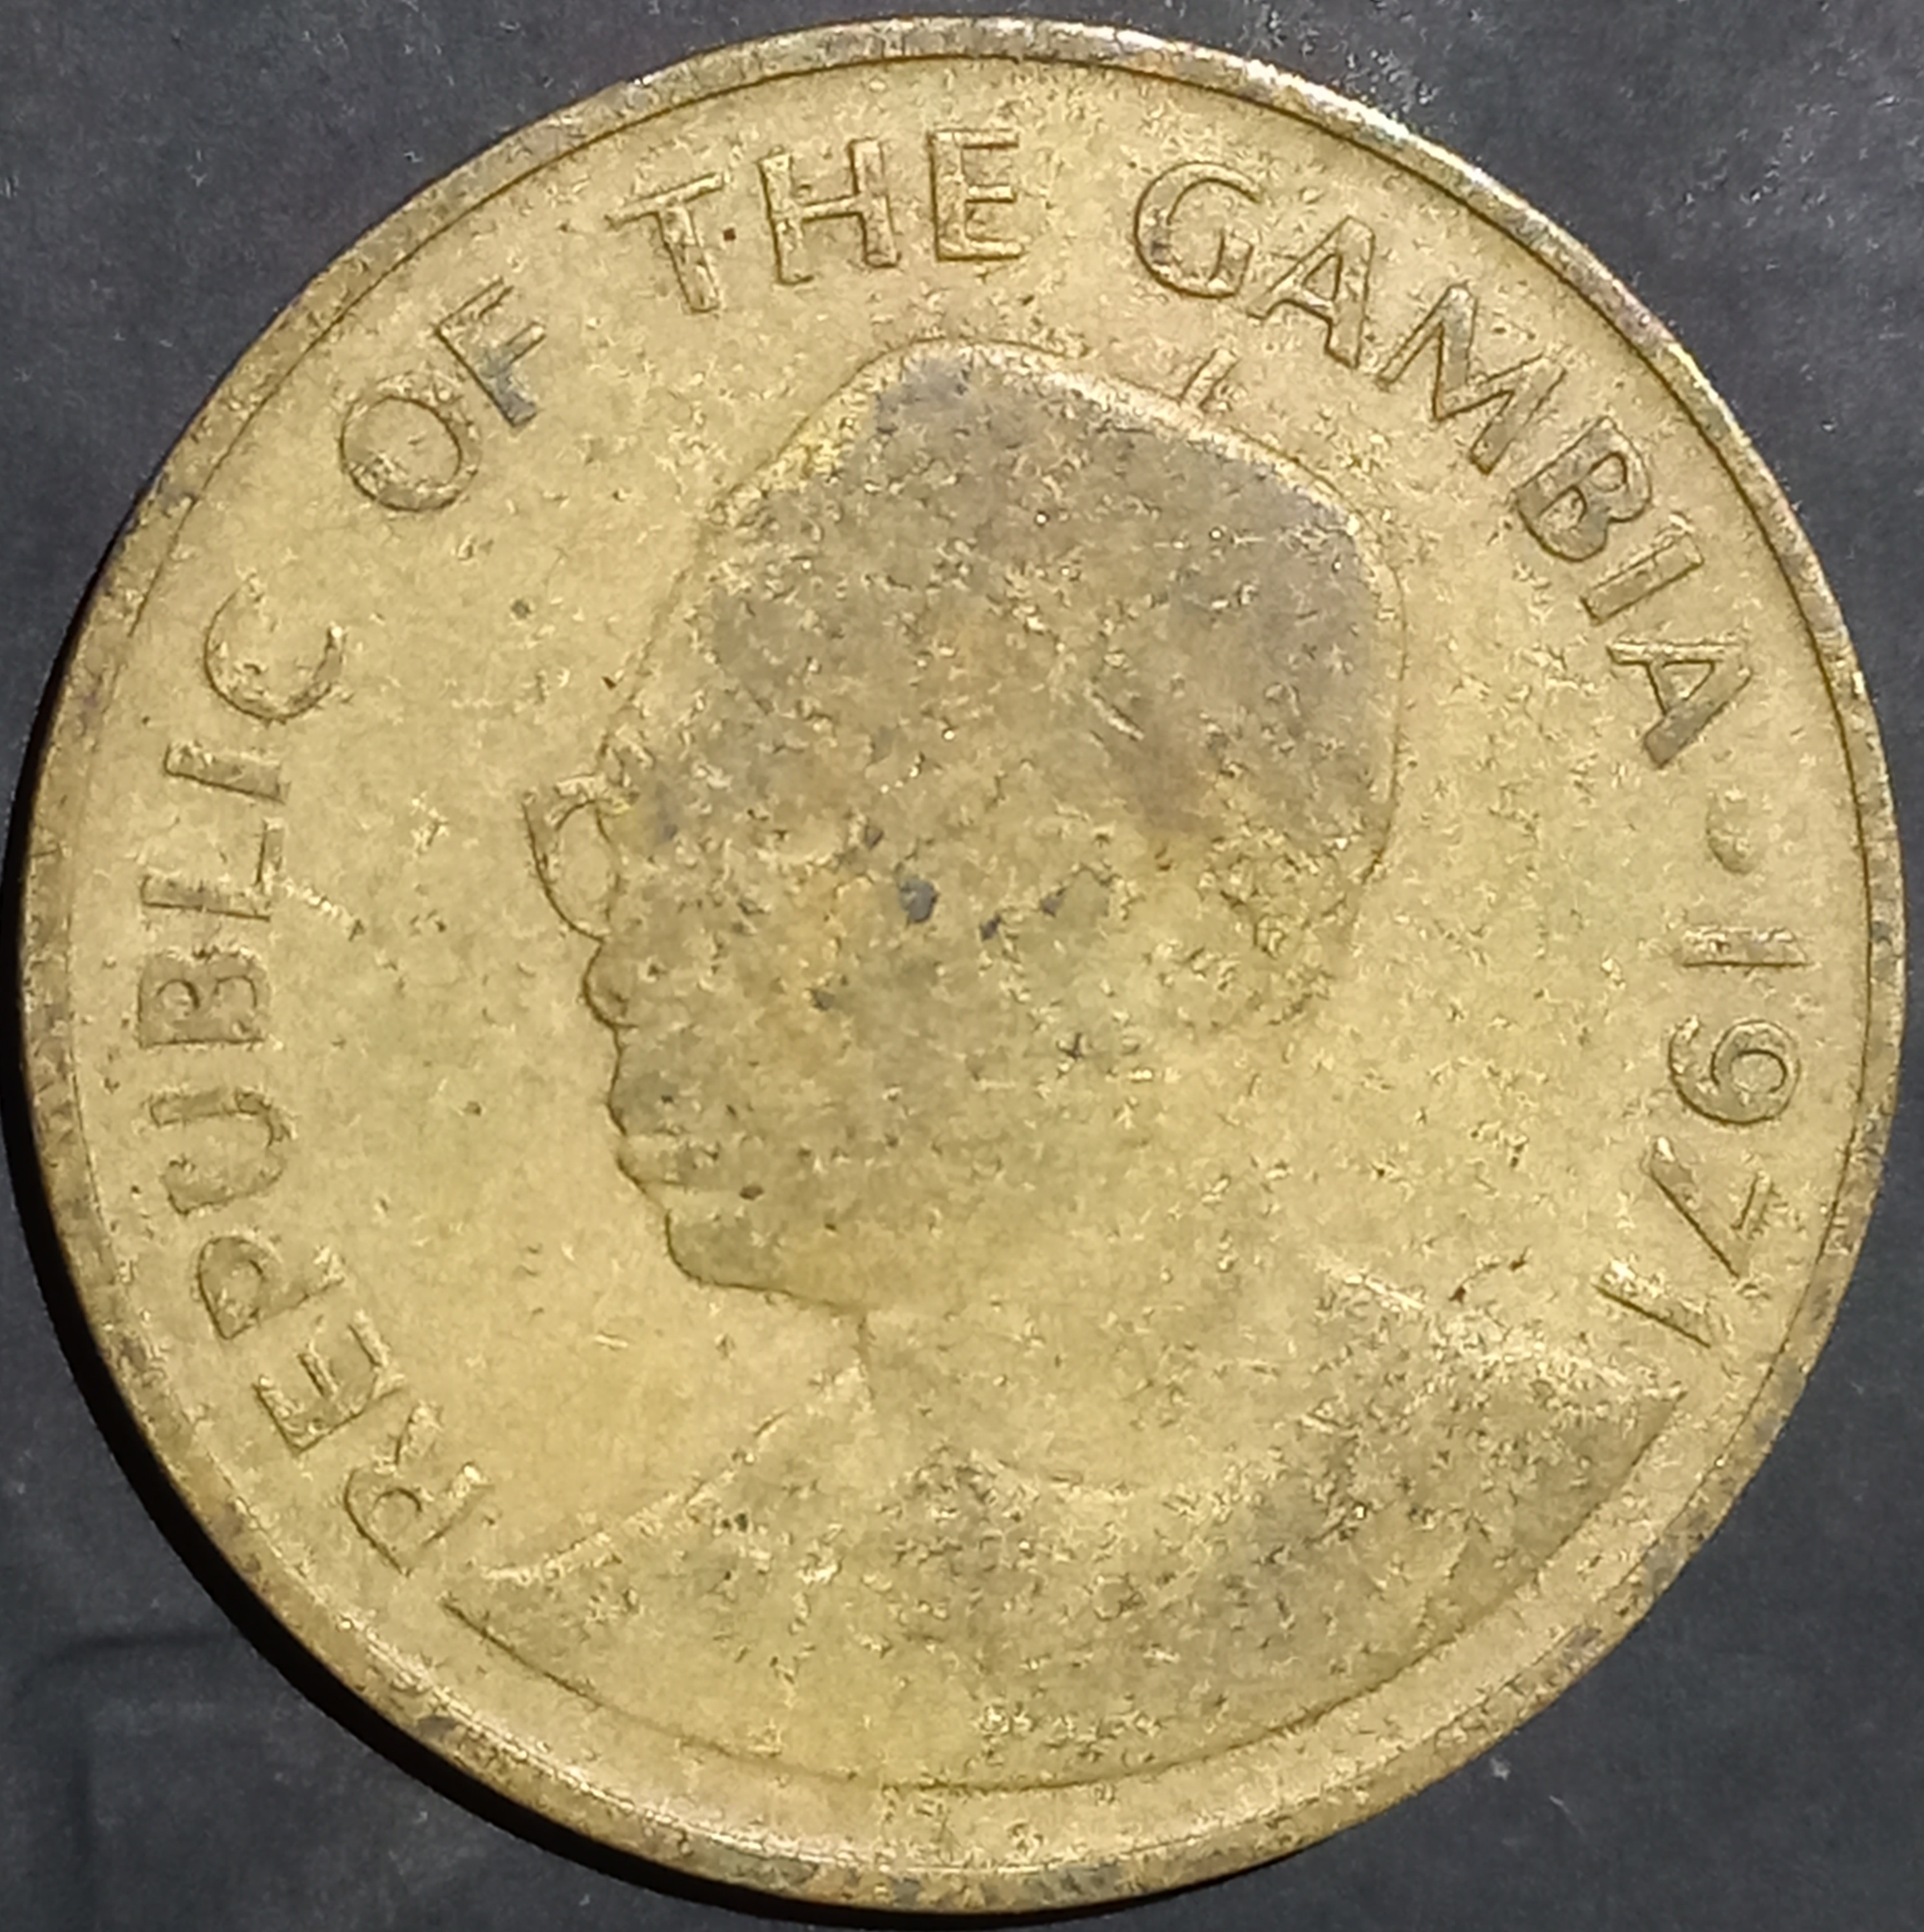 REPUBLIC OF THE GAMBIA • 1971